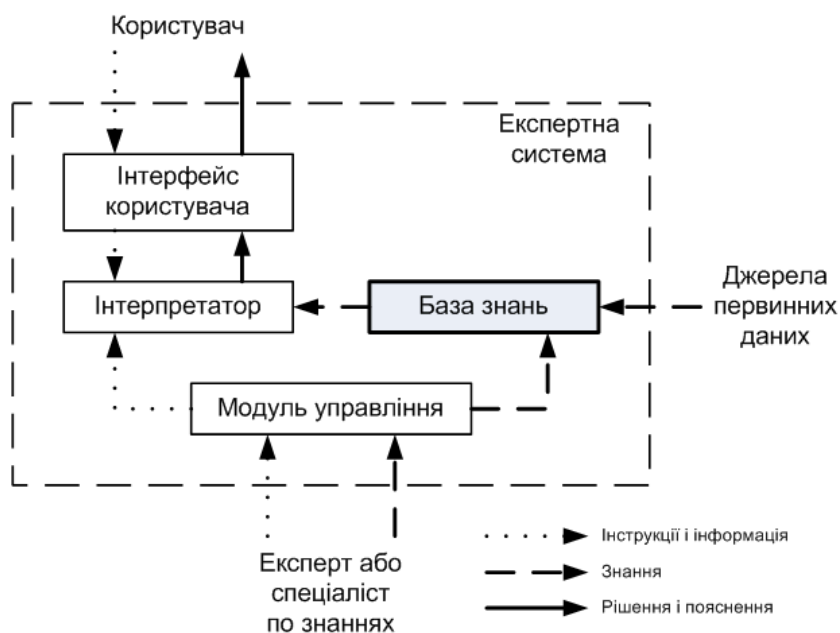 Користувач
Експертна
система
Інтерфейс
користувача
Інтерпретатор
База знань
Джерела
первинних
даних
Модуль управління
Експерт або
спеціаліст
по знаннях
Інструкції і інформація
Знання
Рішення і пояснення